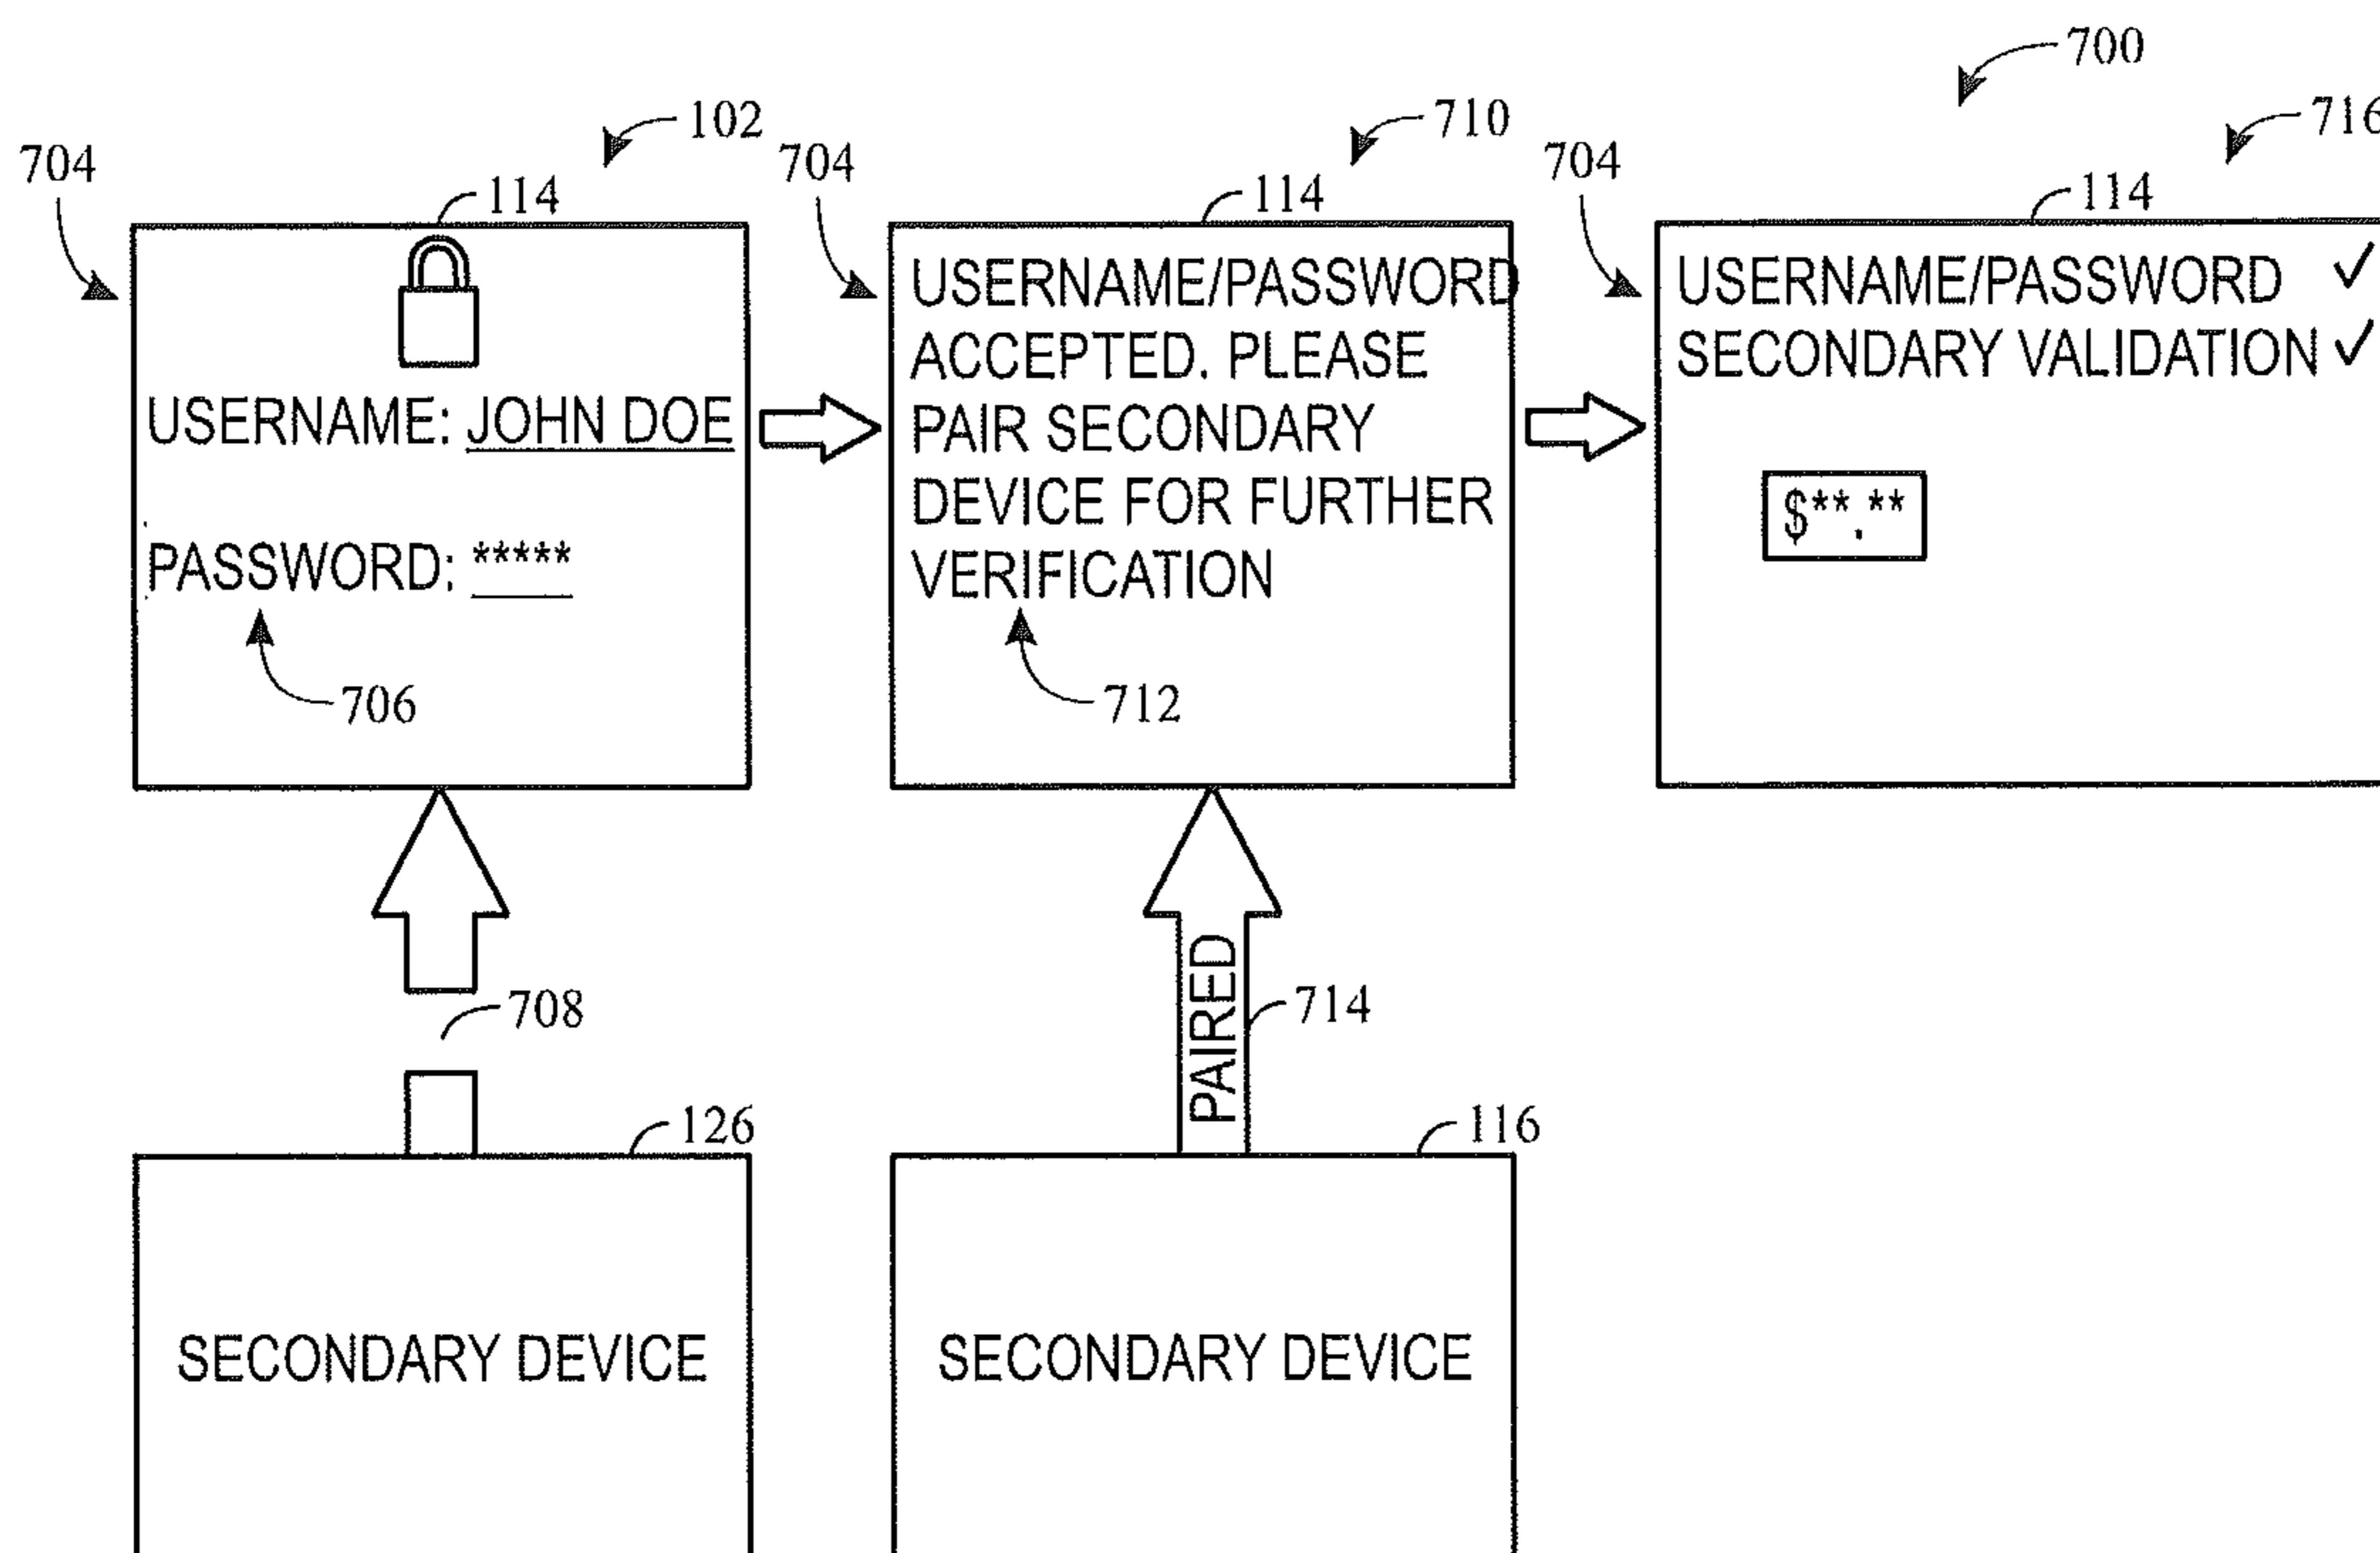 700
102
710
716
704
704
704
114
114
114
USERNAME: JOHN DOE
PASSWORD: *****
706
USERNAME/PASSWORD
ACCEPTED. PLEASE
PAIR SECONDARY
DEVICE FOR FURTHER
VERIFICATION
712
USERNAME/PASSWORD ✓
SECONDARY VALIDATION ✓
$**.**
708
PAIRED
714
126
116
SECONDARY DEVICE
SECONDARY DEVICE